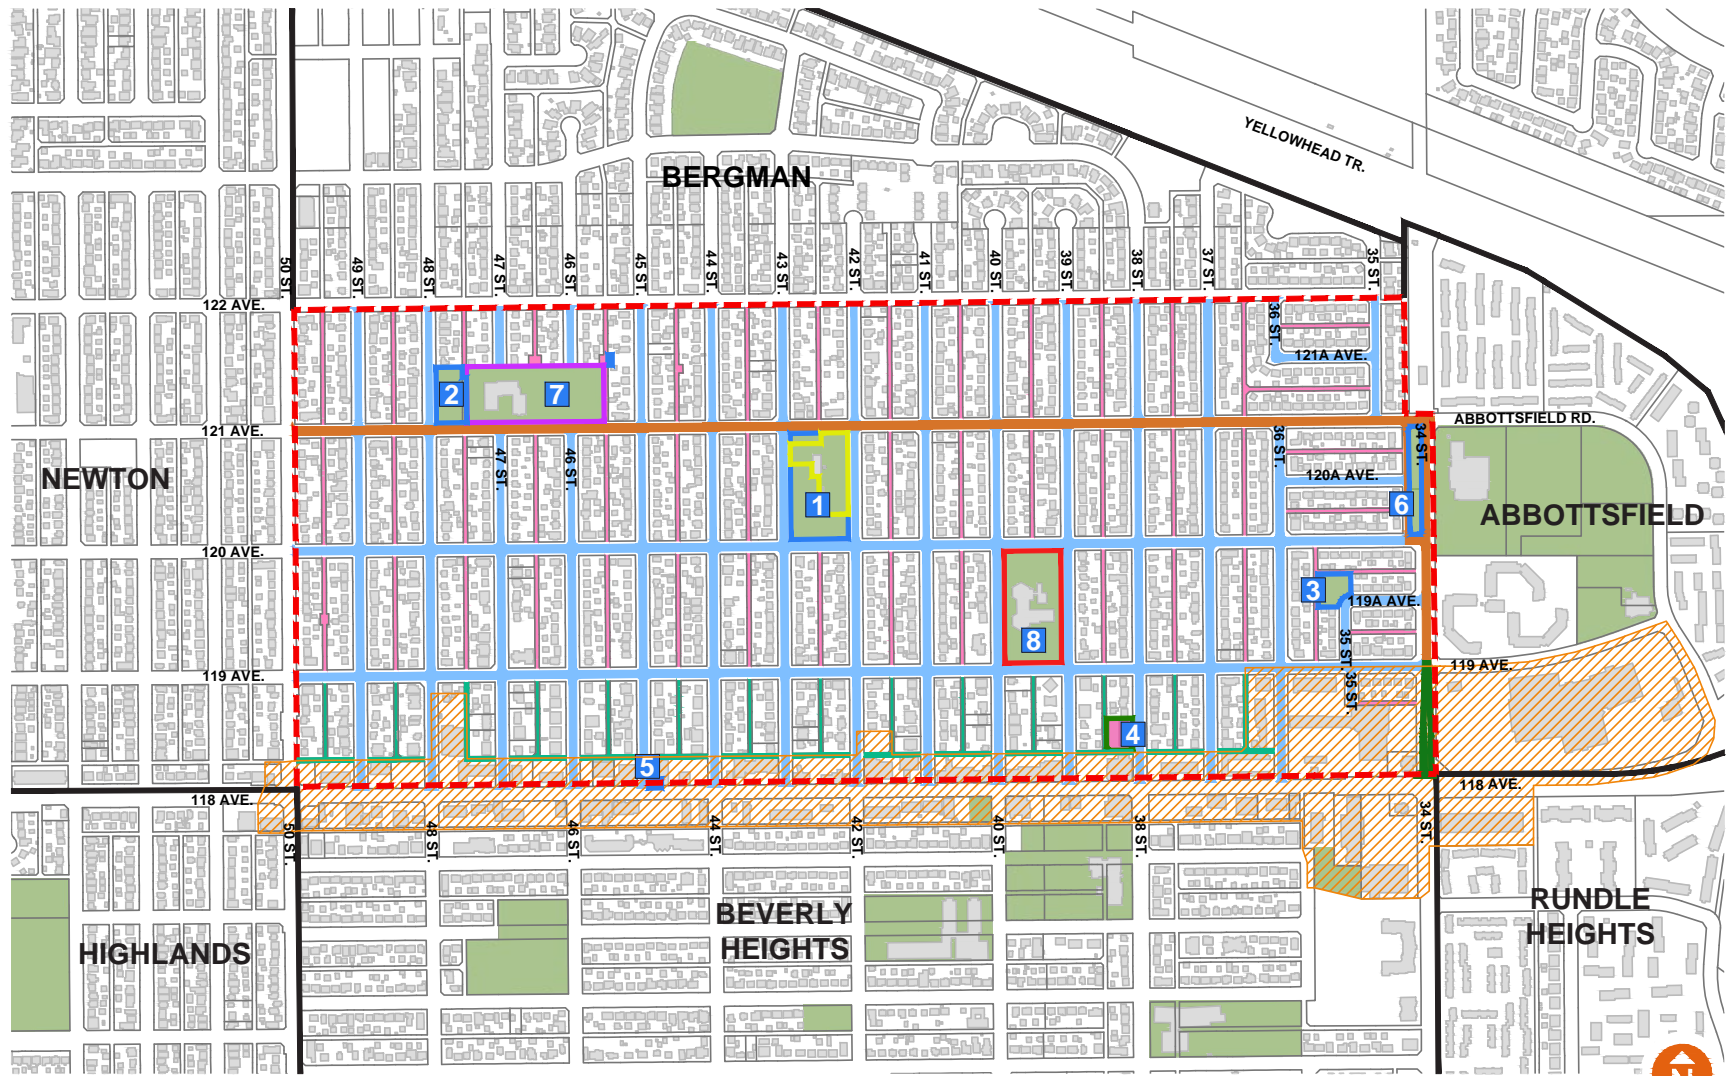 YELLOWHEAD TR.
BERGMAN
50 ST.
49 ST.
48 ST.
47 ST.
46 ST.
45 ST.
44 ST.
43 ST.
42 ST.
41 ST.
40 ST.
39 ST.
38 ST.
37 ST.
35 ST.
122 AVE.
36 ST.
121A AVE.
2
7
121 AVE.
ABBOTTSFIELD RD.
34 ST.
36 ST.
47 ST.
46 ST.
NEWTON
120A AVE.
1
6
ABBOTTSFIELD
120 AVE.
3
119A AVE.
8
35 ST.
119 AVE.
119 AVE.
35 ST.
4
5
118 AVE.
118 AVE.
50 ST.
48 ST.
46 ST.
44 ST.
42 ST.
40 ST.
38 ST.
34 ST.
BEVERLY
HEIGHTS
RUNDLE
HEIGHTS
HIGHLANDS
N